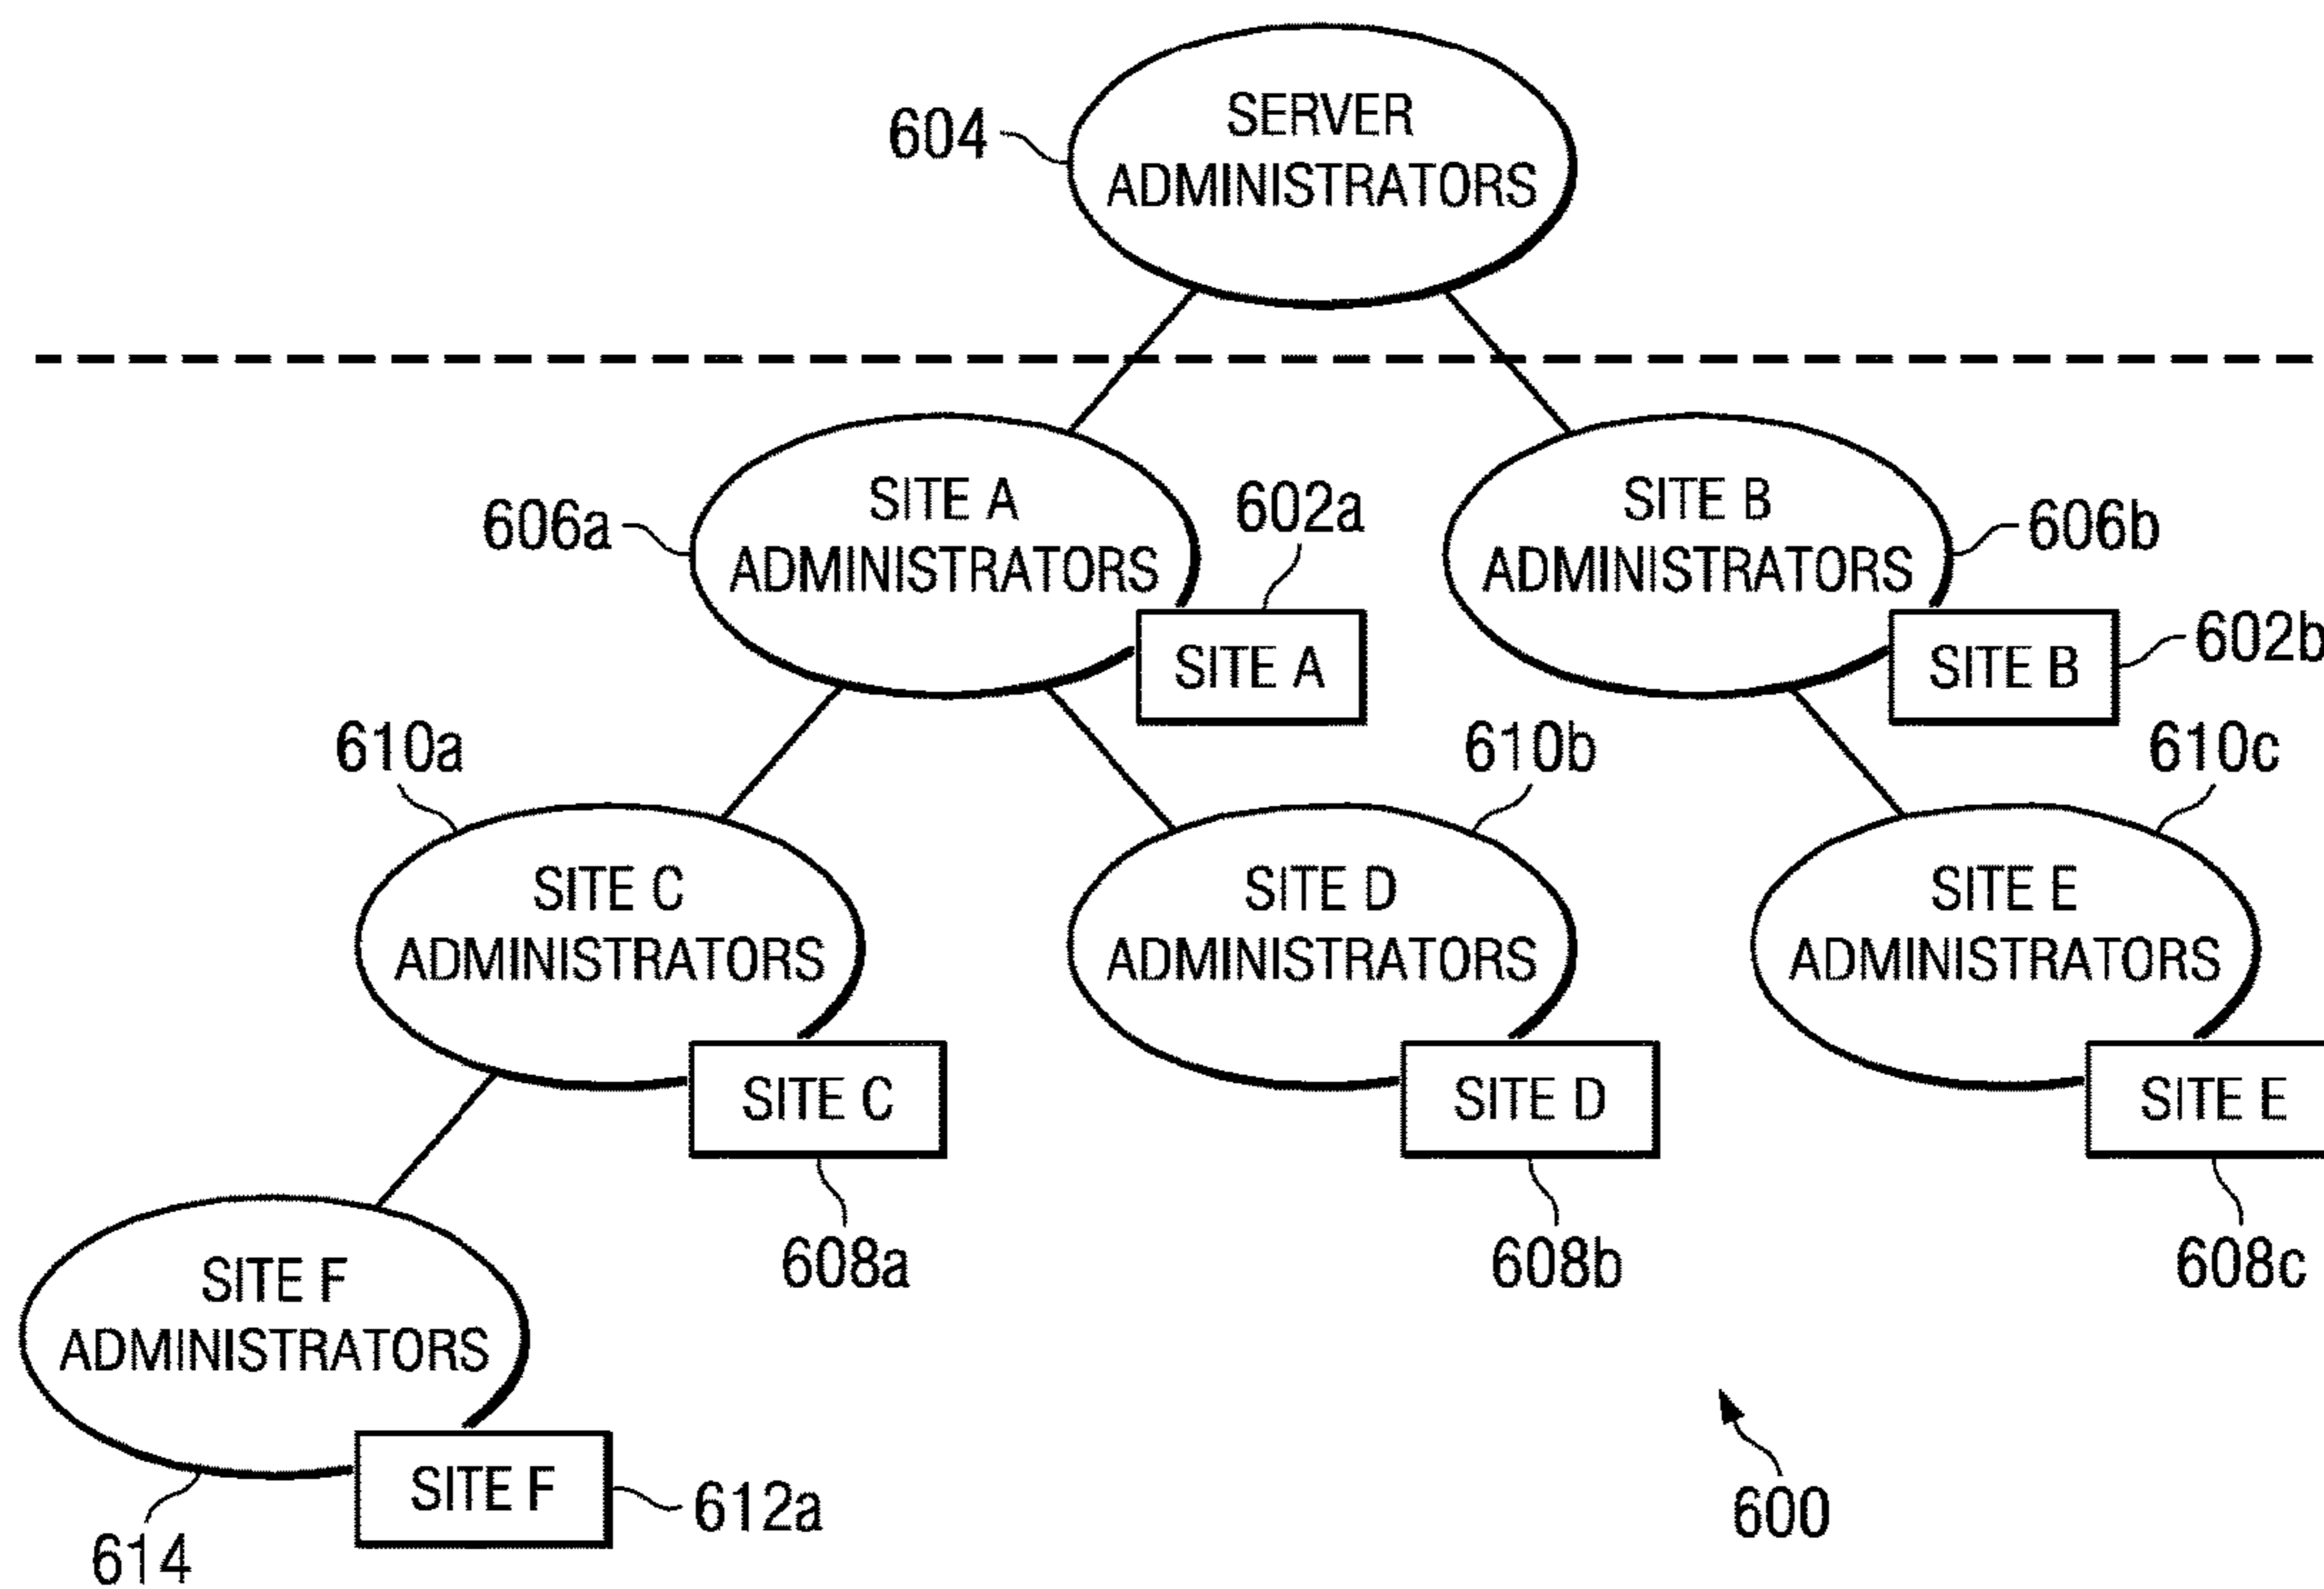 SERVER
ADMINISTRATORS
604
SITE A
ADMINISTRATORS
606a
602a
SITE A
SITE B
ADMINISTRATORS
606b
602b
SITE B
610a
SITE C
ADMINISTRATORS
SITE C
608a
610b
SITE D
ADMINISTRATORS
SITE D
608b
610c
SITE E
ADMINISTRATORS
SITE E
608c
SITE F
ADMINISTRATORS
SITE F
612a
614
600